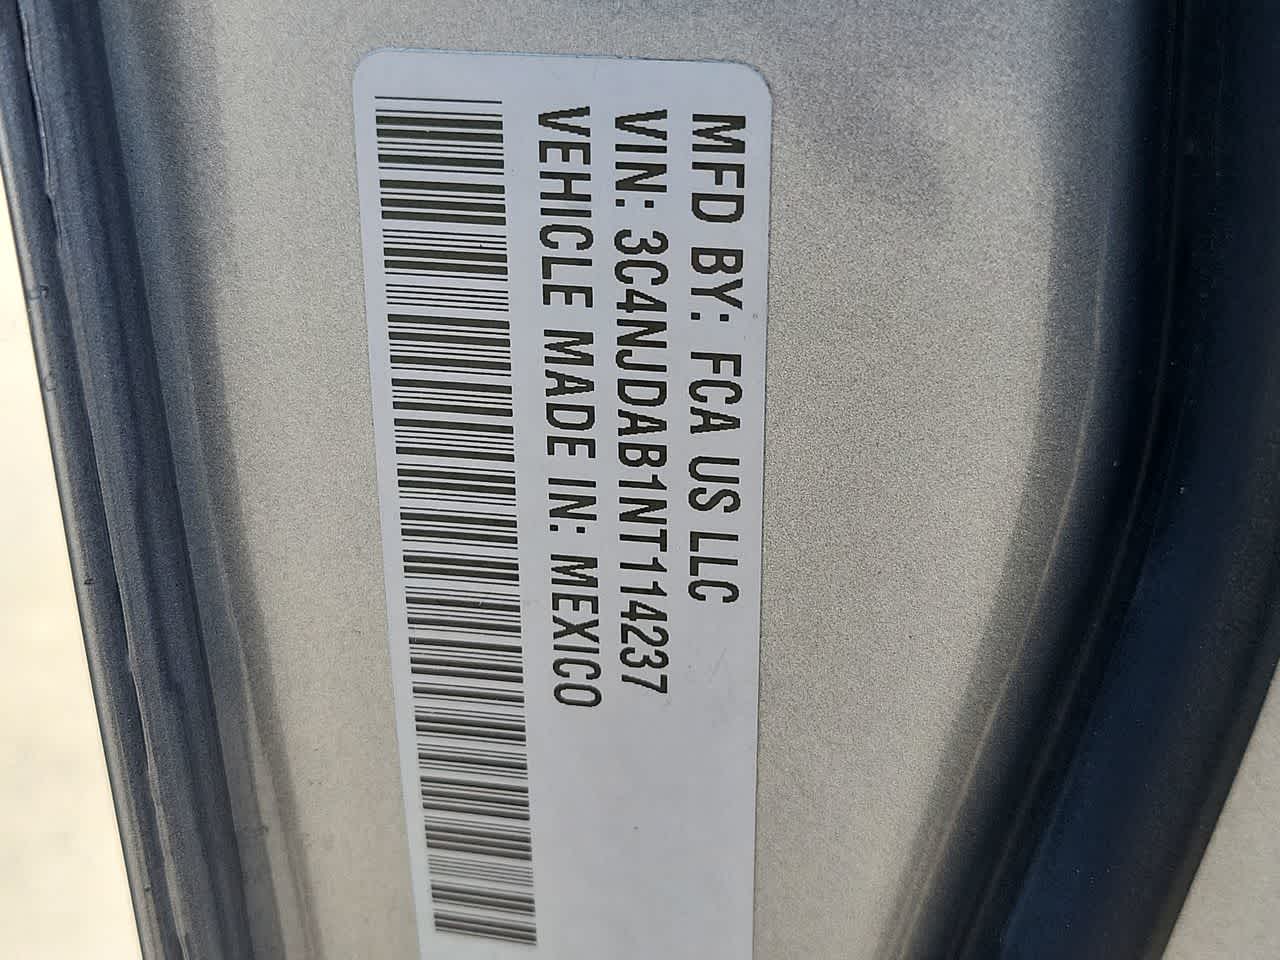 MFD BY: FCA US LLC
VIN: 3C4NJDAB1NT114237
VEHICLE MADE IN: MEXICO